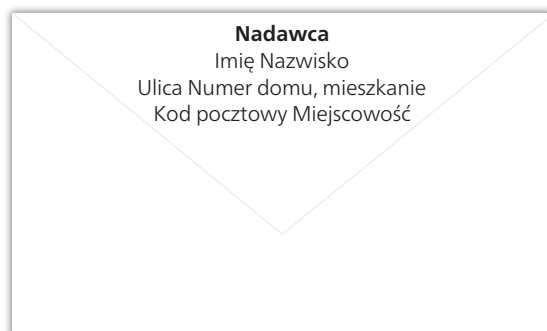 Nadawca
Imię Nazwisko
Ulica Numer domu, mieszkanie
Kod pocztowy Miejscowość